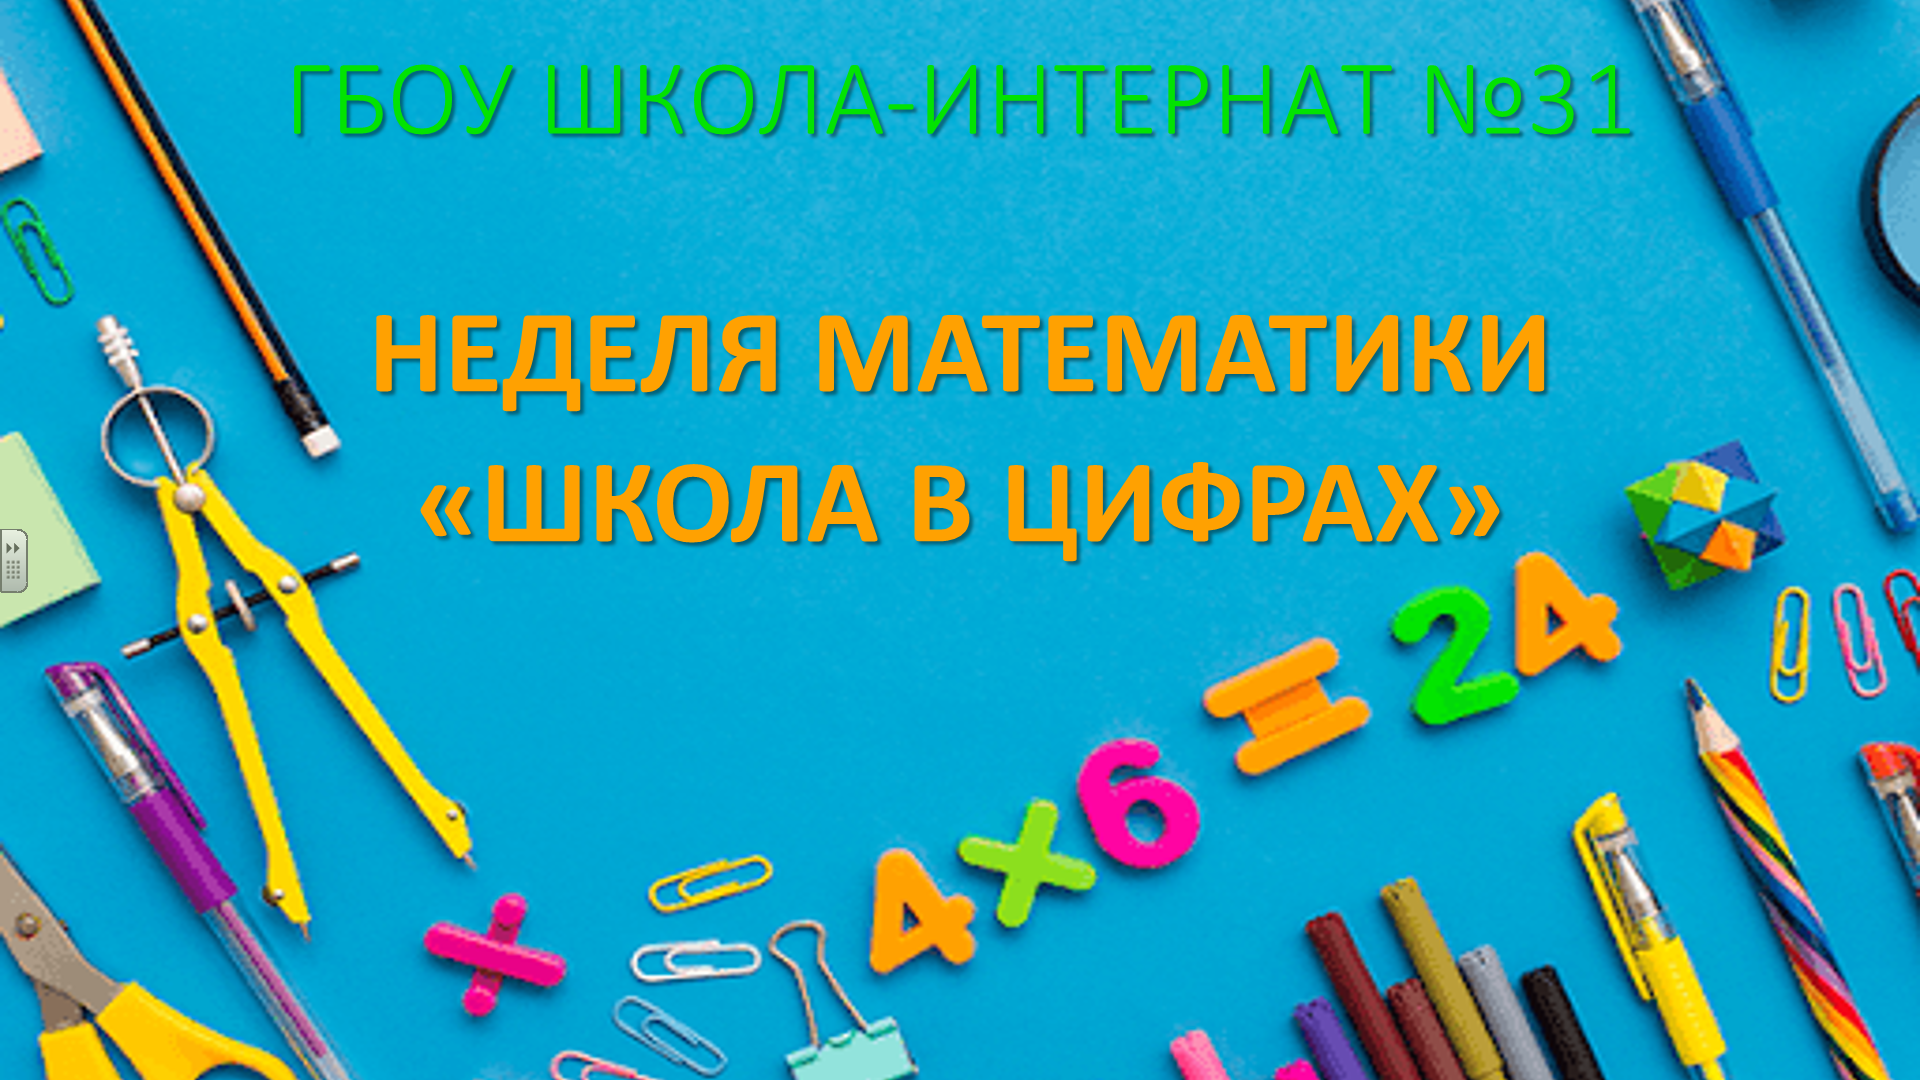 ГБОУ ШКОЛА-ИНТЕРНАТ №31
НЕДЕЛЯ МАТЕМАТИКИ
«ШКОЛА В ЦИФРАХ»
4×6=24